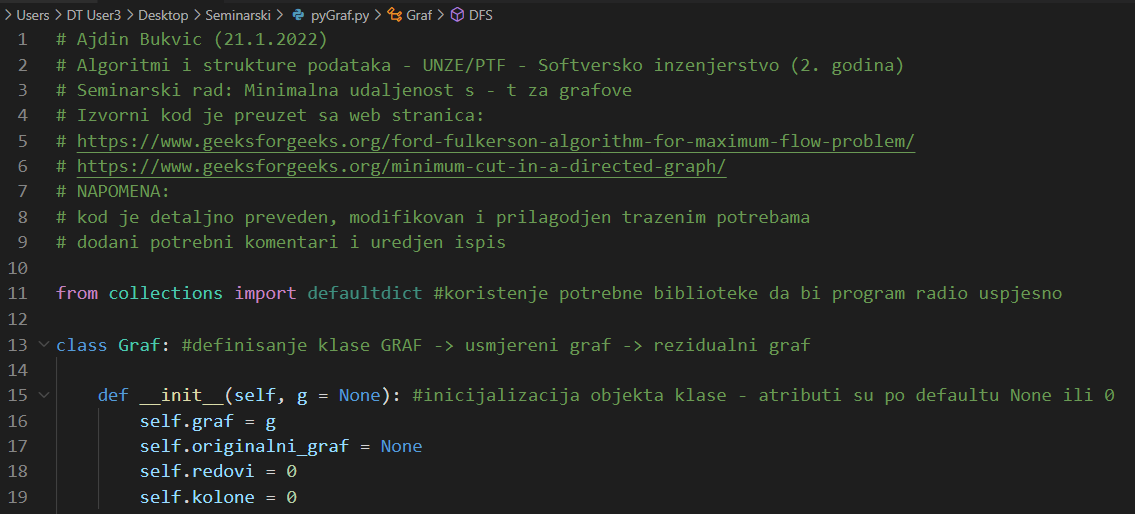 > Users > DT User3 > Desktop > Seminarski > pyGraf.py > Graf > DFS
1 # Ajdin Bukvic (21.1.2022)
2 # Algoritmi i strukture podataka - UNZE/PTF - Softversko inzenjerstvo (2. godina)
3 # Seminarski rad: Minimalna udaljenost s - t za grafove
4 # Izvorni kod je preuzet sa web stranica:
5 # https://www.geeksforgeeks.org/ford-fulkerson-algorithm-for-maximum-flow-problem/
6 # https://www.geeksforgeeks.org/minimum-cut-in-a-directed-graph/
7 # NAPOMENA:
8 # kod je detaljno preveden, modifikovan i prilagodjen trazenim potrebama
9 # dodani potrebni komentari i uredjen ispis
10
11 from collections import defaultdict #koristenje potrebne biblioteke da bi program radio uspjesno
12
13 class Graf: #definisanje klase GRAF -> usmjereni graf -> rezidualni graf
14
15 def __init__(self, g = None): #inicijalizacija objekta klase - atributi su po defaultu None ili 0
16 self.graf = g
17 self.originalni_graf = None
18 self.redovi = 0
19 self.kolone = 0